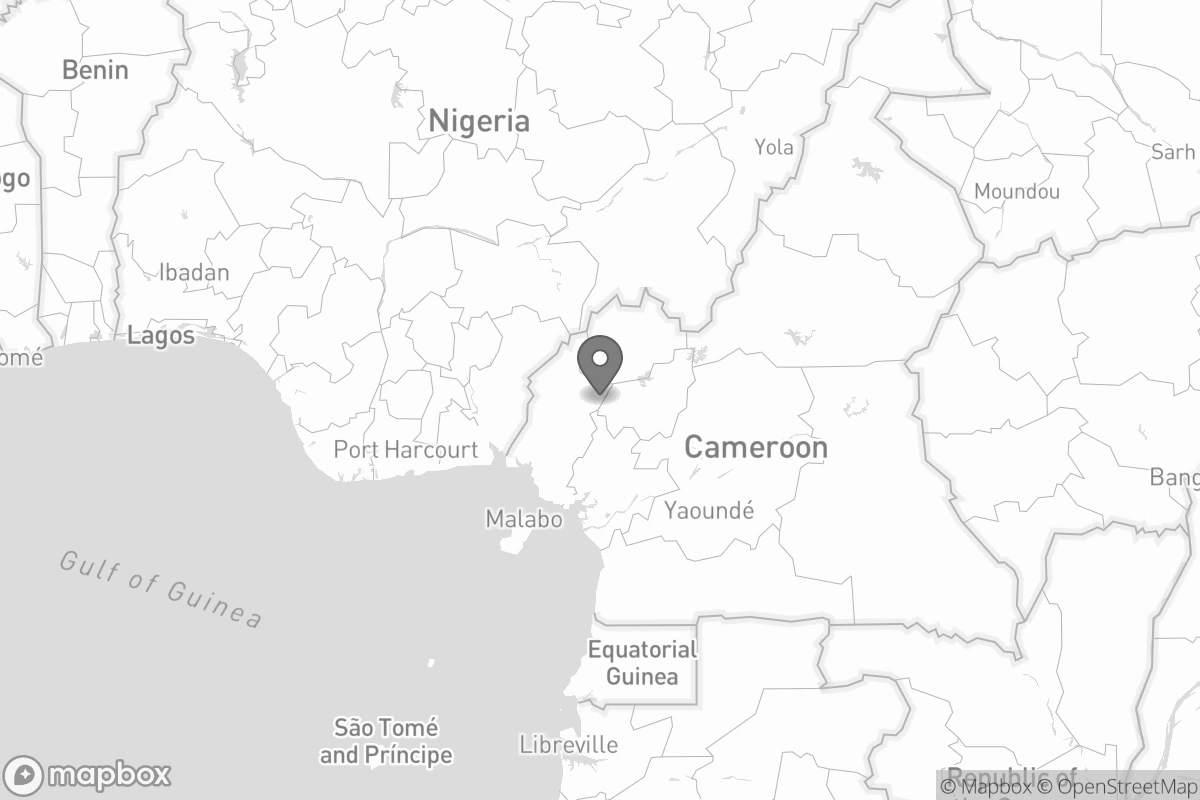 Benin
Nigeria
Yola
Sarh
ogo
Moundou
Ibadan
Lagos
omé
Port Harcourt
Cameroon
Bang
Malabo
Yaoundé
Gulf of Guinea
Equatorial
Guinea
São Tomé
and Príncipe
Libreville
Republic of
mapbox
© Mapbox © OpenStreetMap